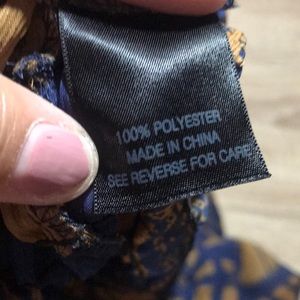 100% POLYESTER
MADE IN CHINA
SEE REVERSE FOR CARE